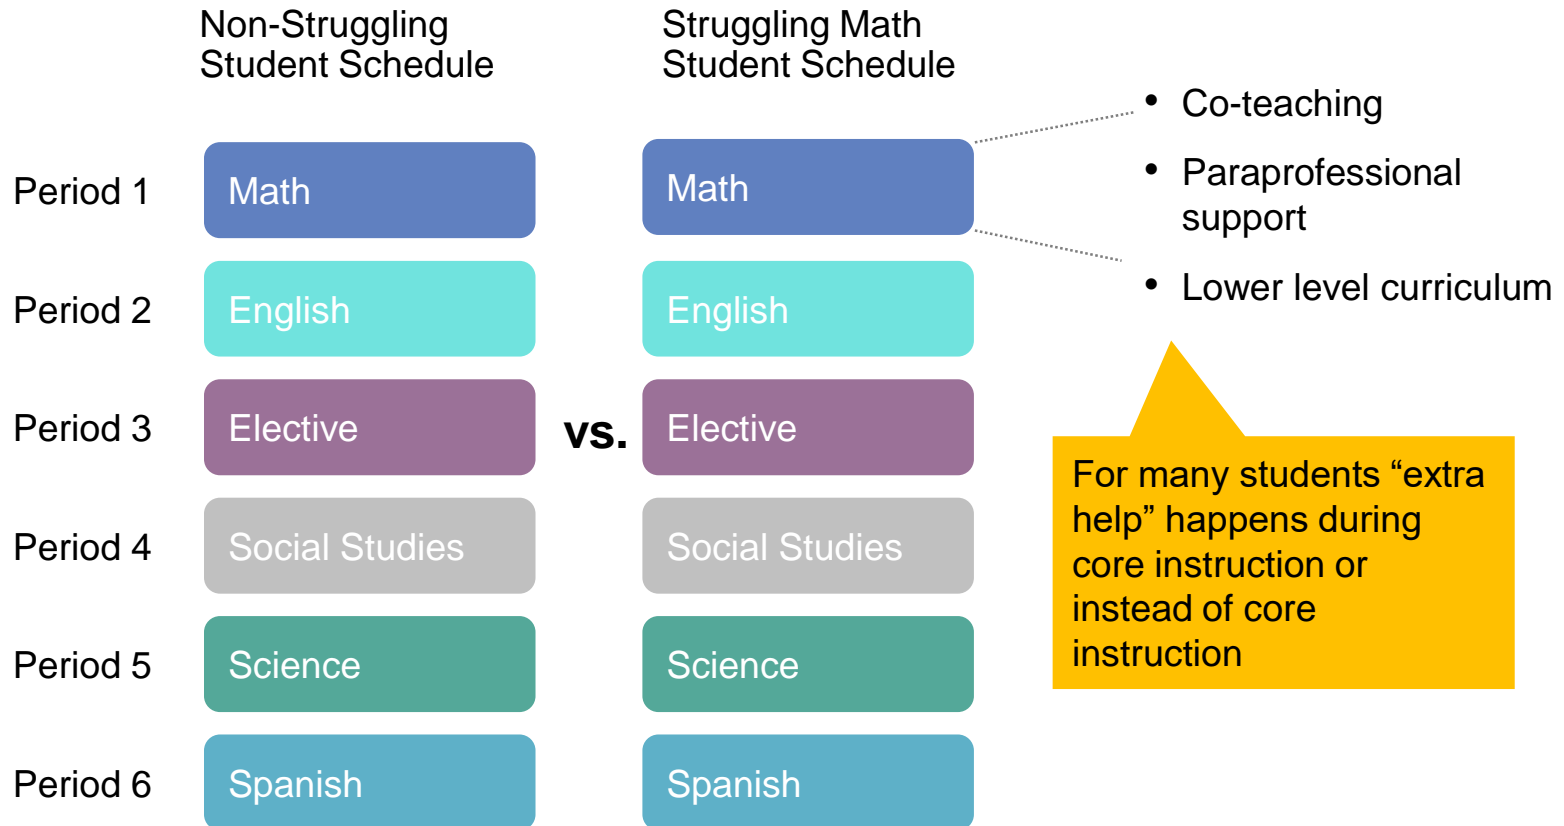 Non-Struggling
Student Schedule
Struggling Math
Student Schedule
Period 1
Math
Math
• Co-teaching
• Paraprofessional
support
• Lower level curriculum
Period 2
English
English
Period 3
Elective
vs.
Elective
Period 4
Social Studies
Social Studies
Period 5
Science
Science
Period 6
Spanish
Spanish
For many students “extra
help” happens during
core instruction or
instead of core
instruction